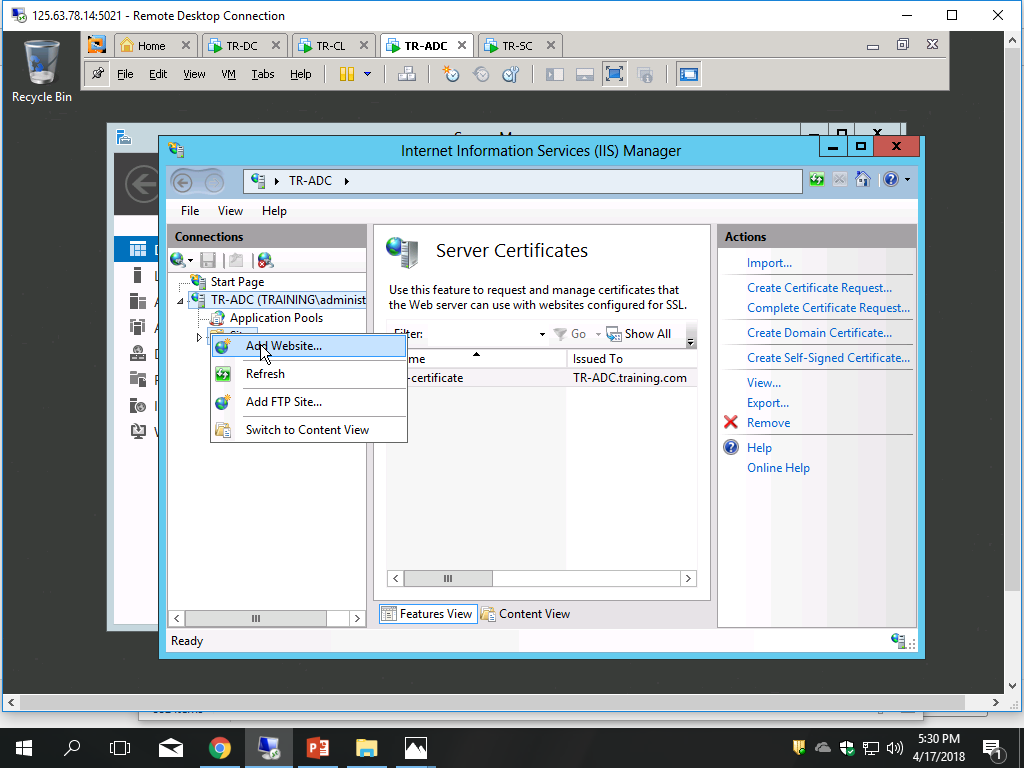 125.63.78.14:5021 - Remote Desktop Connection
Recycle Bin
Home
TR-DC
TR-CL
TR-ADC
TR-SC
File Edit View VM Tabs Help
Internet Information Services (IIS) Manager
TR-ADC
File View Help
Connections
Start Page
TR-ADC (TRAINING\administ
Application Pools
Add Website...
Refresh
Add FTP Site...
Switch to Content View
Server Certificates
Use this feature to request and manage certificates that
the Web server can use with websites configured for SSL.
Filter: Go Show All
me Issued To
-certificate TR-ADC.training.com
Features View Content View
Actions
Import...
Create Certificate Request...
Complete Certificate Request...
Create Domain Certificate...
Create Self-Signed Certificate...
View...
Export...
Remove
Help
Online Help
Ready
5:30 PM
4/17/2018
1